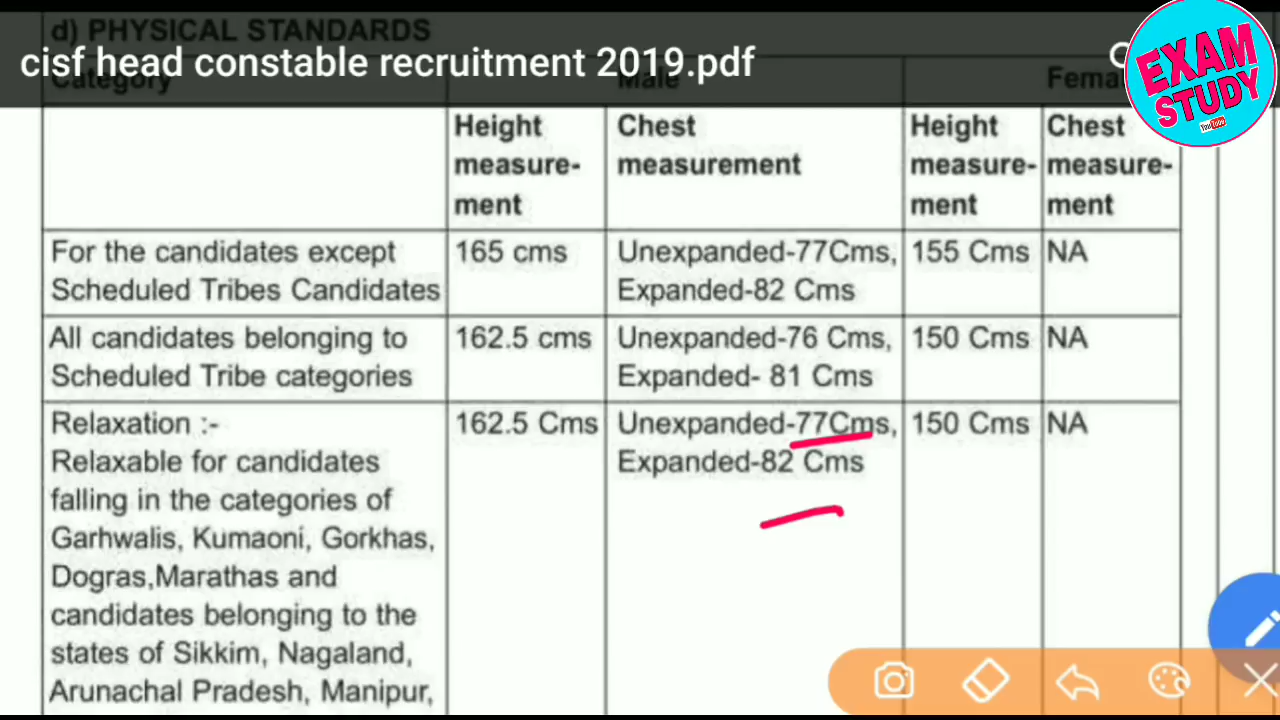 d) PHYSICAL STANDARDS
cisf head constable recruitment 2019.pdf
EXAM
STUDY
YouTube
Category
Male
Height
measure-
ment
Chest
measurement
Height
measure-
ment
Chest
measure-
ment
For the candidates except
Scheduled Tribes Candidates
165 cms
Unexpanded-77Cms,
Expanded-82 Cms
155 Cms
NA
All candidates belonging to
Scheduled Tribe categories
162.5 cms
Unexpanded-76 Cms,
Expanded- 81 Cms
150 Cms
NA
Relaxation :-
Relaxable for candidates
falling in the categories of
Garhwalis, Kumaoni, Gorkhas,
Dogras,Marathas and
candidates belonging to the
states of Sikkim, Nagaland,
Arunachal Pradesh, Manipur,
162.5 Cms
Unexpanded-77Cms,
Expanded-82 Cms
150 Cms
NA